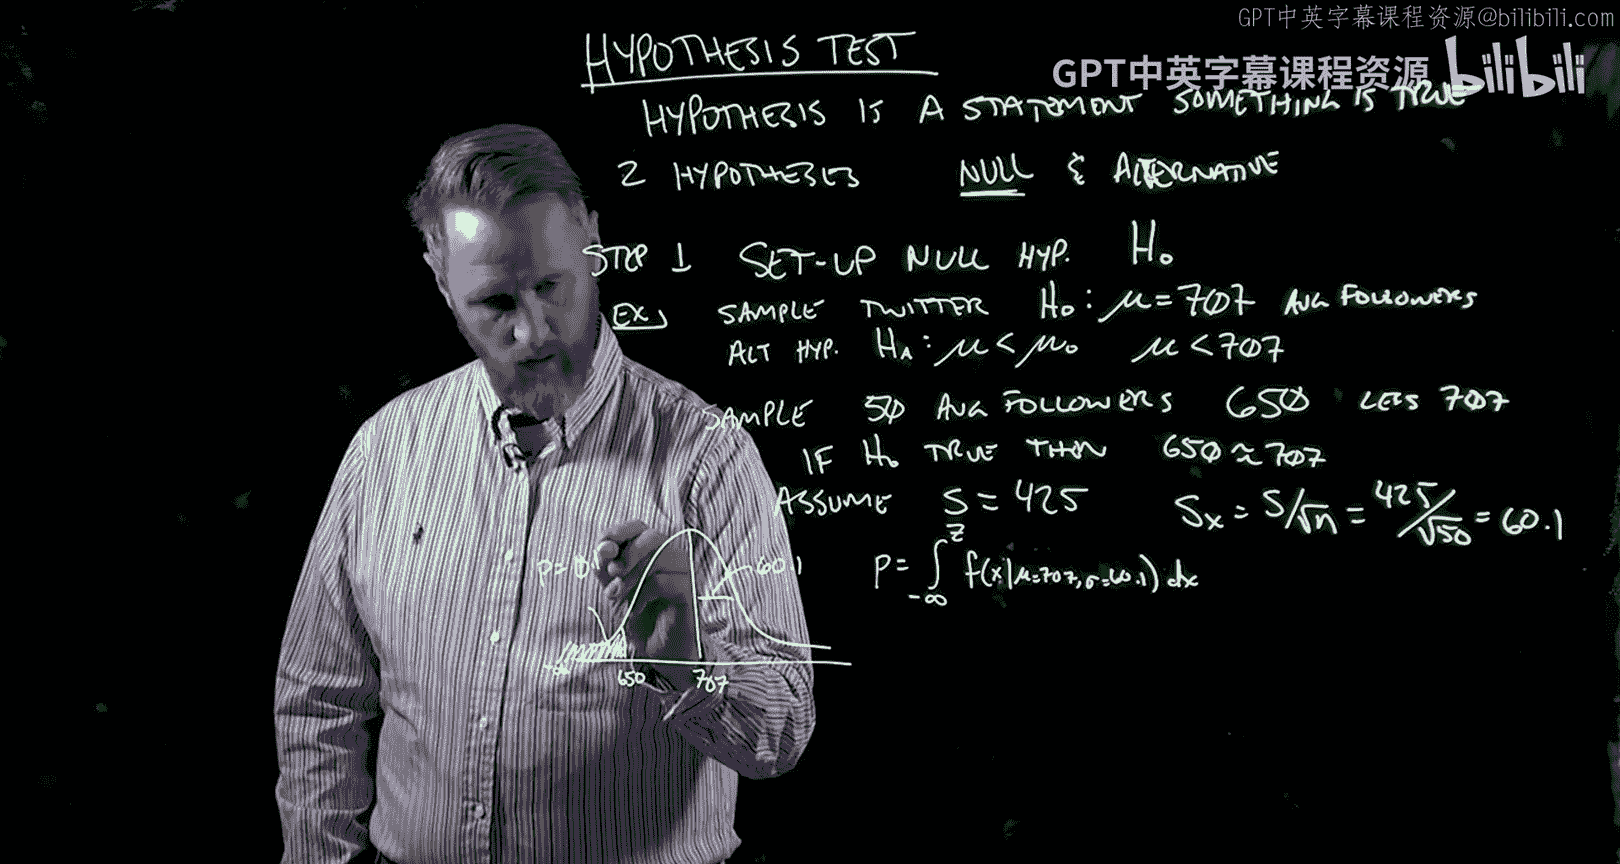 GPT中英字幕课程资源@bilibili.com
GPT中英字幕课程资源 bilibili
HYPOTHESIS TEST
HYPOTHESIS IS A STATEMENT SOMETHING IS TRUE
2 HYPOTHESES NULL & ALTERNATIVE
STEP 1 SET-UP NULL HYP. H₀
EX, SAMPLE TWITTER H₀: μ = 707 AVG FOLLOWERS
ALT HYP. Hₐ: μ < μ₀ μ < 707
SAMPLE 50 AVG FOLLOWERS 650 LESS 707
IF H₀ TRUE THEN 650 ≈ 707
ASSUME S = 425 Sₓ = S/√n = 425/√50 = 60.1
P = ∫ z -∞ f(x|μ=707, σ=60.1) dx
P = 0
60.1
-∞ 650 707